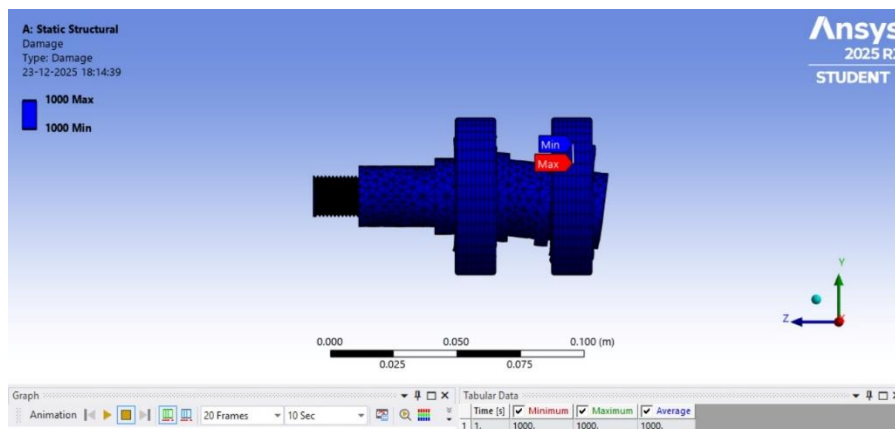 A: Static Structural
Damage
Type: Damage
23-12-2025 18:14:39
1000 Max
1000 Min
Ansys
2025 R
STUDENT
Min
Max
Y
Z
0.000 0.050 0.100 (m)
0.025 0.075
Graph
Animation 20 Frames 10 Sec
Tabular Data
Time [s] Minimum Maximum Average
1 1. 1000. 1000. 1000.